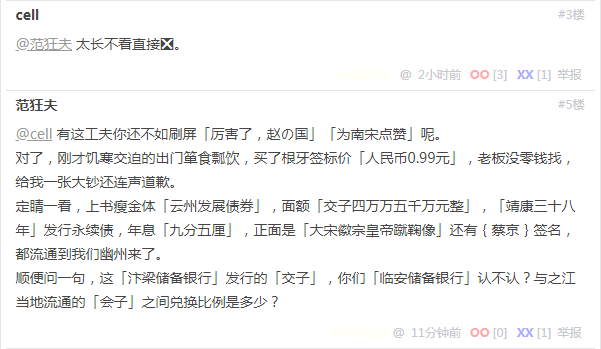 cell
#3楼
@范狂夫 太长不看直接❎。
@ 2小时前 OO [3] XX [1] 举报
范狂夫
#5楼
@cell 有这工夫你还不如刷屏「厉害了，赵の国」「为南宋点赞」呢。
对了，刚才饥寒交迫的出门箪食瓢饮，买了根牙签标价「人民币0.99元」，老板没零钱找，
给我一张大钞还连声道歉。
定睛一看，上书瘦金体「云州发展债券」，面额「交子四万万五千万元整」，「靖康三十八
年」发行永续债，年息「九分五厘」，正面是「大宋徽宗皇帝蹴鞠像」还有｛蔡京｝签名，
都流通到我们幽州来了。
顺便问一句，这「汴梁储备银行」发行的「交子」，你们「临安储备银行」认不认？与之江
当地流通的「会子」之间兑换比例是多少？
@ 11分钟前 OO [0] XX [1] 举报